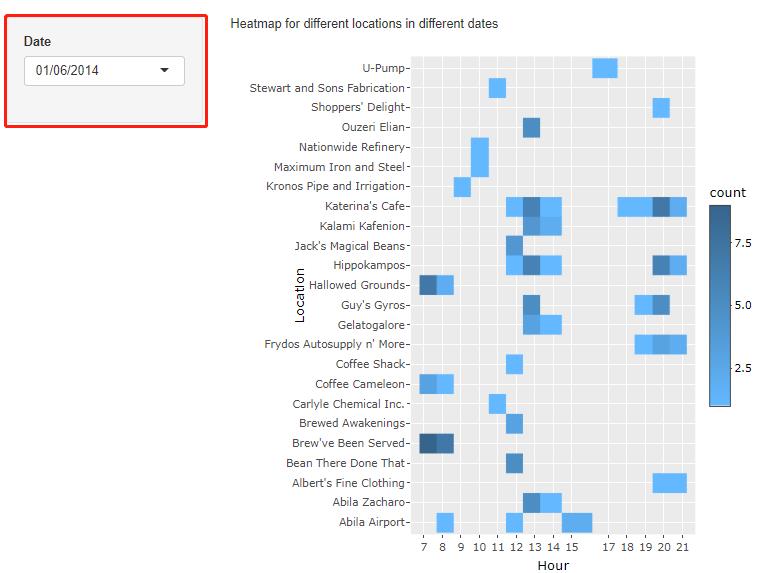 Date
01/06/2014
Heatmap for different locations in different dates
U-Pump
Stewart and Sons Fabrication
Shoppers' Delight
Ouzeri Elian
Nationwide Refinery
Maximum Iron and Steel
Kronos Pipe and Irrigation
Katerina's Cafe
Kalami Kafenion
Jack's Magical Beans
Hippokampos
Hallowed Grounds
Guy's Gyros
Gelatogalore
Frydos Autosupply n' More
Coffee Shack
Coffee Cameleon
Carlyle Chemical Inc.
Brewed Awakenings
Brew've Been Served
Bean There Done That
Albert's Fine Clothing
Abila Zacharo
Abila Airport
Location
7 8 9 10 11 12 13 14 15 17 18 19 20 21
Hour
count
7.5
5.0
2.5